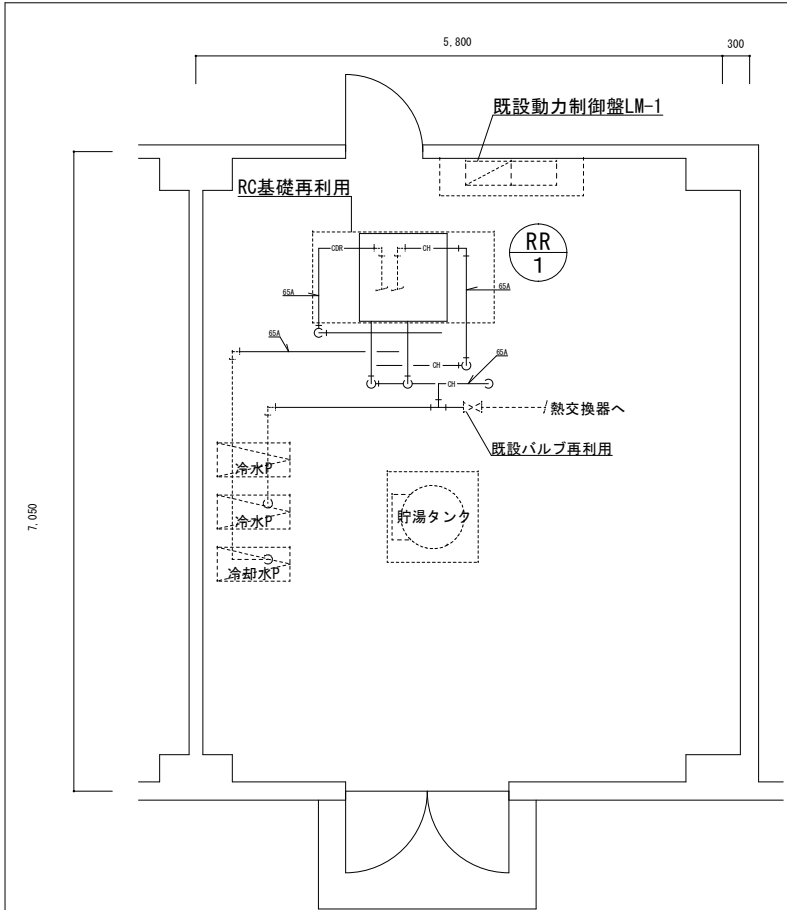 5,800
300
既設動力制御盤LM-1
RC基礎再利用
RR
1
CDR
CH
65A
65A
65A
65A
CH
CH
熱交換器へ
既設バルブ再利用
冷水P
冷水P
貯湯タンク
冷却水P
7,050